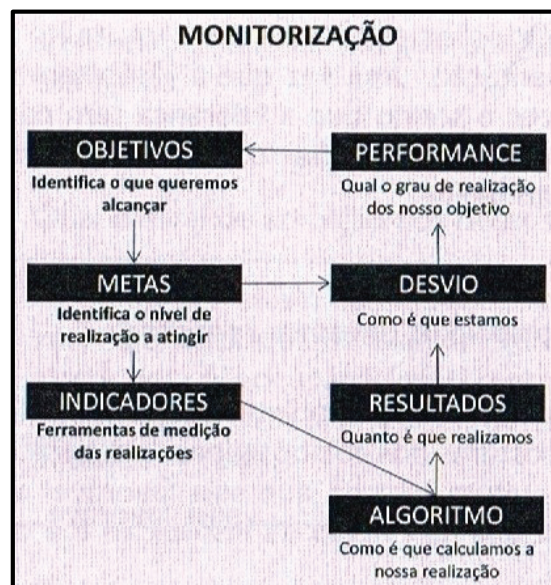 MONITORIZAÇÃO
OBJETIVOS
Identifica o que queremos
alcançar
METAS
Identifica o nível de
realização a atingir
INDICADORES
Ferramentas de medição
das realizações
PERFORMANCE
Qual o grau de realização
dos nosso objetivo
DESVIO
Como é que estamos
RESULTADOS
Quanto é que realizamos
ALGORITMO
Como é que calculamos a
nossa realização